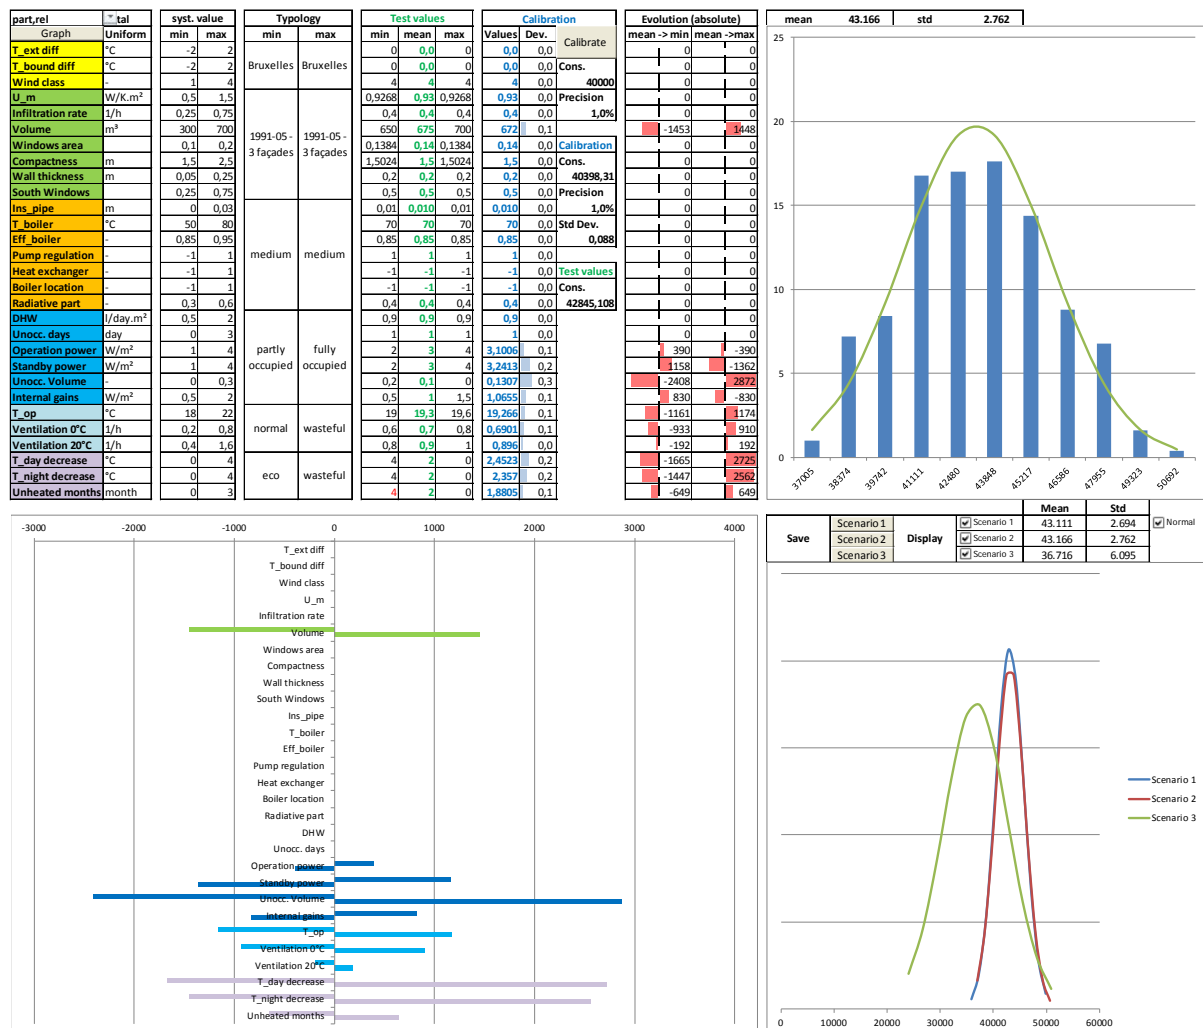 part,rel tal syst. value Typology Test values Calibration Evolution (absolute) mean 43.166 std 2.762
Graph Uniform min max min max min mean max Values Dev. Calibrate mean -> min mean ->max
T_ext diff °C -2 2 Bruxelles Bruxelles 0 0,0 0 0,0 0,0 0 0
T_bound diff °C -2 2 0 0,0 0 0,0 0,0 Cons. 0 0
Wind class - 1 4 4 4 4 4 0,0 40000 0 0
U_m W/K.m² 0,5 1,5 1991-05 - 3 façades 1991-05 - 3 façades 0,9268 0,93 0,9268 0,93 0,0 Precision 0 0
Infiltration rate 1/h 0,25 0,75 0,4 0,4 0,4 0,4 0,0 1,0% 0 0
Volume m³ 300 700 650 675 700 672 0,1 -1453 1448
Windows area 0,1 0,2 0,1384 0,14 0,1384 0,14 0,0 Calibration 0 0
Compactness m 1,5 2,5 1,5024 1,5 1,5024 1,5 0,0 Cons. 0 0
Wall thickness m 0,05 0,25 0,2 0,2 0,2 0,2 0,0 40398,31 0 0
South Windows 0,25 0,75 0,5 0,5 0,5 0,5 0,0 Precision 0 0
Ins_pipe m 0 0,03 medium medium 0,01 0,010 0,01 0,010 0,0 1,0% 0 0
T_boiler °C 50 80 70 70 70 70 0,0 Std Dev. 0 0
Eff_boiler - 0,85 0,95 0,85 0,85 0,85 0,85 0,0 0,088 0 0
Pump regulation - -1 1 1 1 1 1 0,0 0 0
Heat exchanger - -1 1 -1 -1 -1 -1 0,0 Test values 0 0
Boiler location - -1 1 -1 -1 -1 -1 0,0 Cons. 0 0
Radiative part - 0,3 0,6 0,4 0,4 0,4 0,4 0,0 42845,108 0 0
DHW l/day.m² 0,5 2 partly occupied fully occupied 0,9 0,9 0,9 0,9 0,0 0 0
Unocc. days day 0 3 1 1 1 1 0,0 0 0
Operation power W/m² 1 4 2 3 4 3,1006 0,1 390 -390
Standby power W/m² 1 4 2 3 4 3,2413 0,2 1158 -1362
Unocc. Volume - 0 0,3 0,2 0,1 0 0,1307 0,3 -2408 2872
Internal gains W/m² 0,5 2 0,5 1 1,5 1,0655 0,1 830 -830
T_op °C 18 22 normal wasteful 19 19,3 19,6 19,266 0,1 -1161 1174
Ventilation 0°C 1/h 0,2 0,8 0,6 0,7 0,8 0,6901 0,1 -933 910
Ventilation 20°C 1/h 0,4 1,6 0,8 0,9 1 0,896 0,0 -192 192
T_day decrease °C 0 4 eco wasteful 4 2 0 2,4523 0,2 -1665 2725
T_night decrease °C 0 4 4 2 0 2,357 0,2 -1447 2562
Unheated months month 0 3 4 2 0 1,8805 0,1 -649 649
25
20
15
10
5
0
37005 38374 39742 41111 42480 43848 45217 46586 47955 49323 50692
Mean Std
Save Scenario 1 Display Scenario 1 43.111 2.694 Normal
Scenario 2 Scenario 2 43.166 2.762
Scenario 3 Scenario 3 36.716 6.095
-3000 -2000 -1000 0 1000 2000 3000 4000
T_ext diff
T_bound diff
Wind class
U_m
Infiltration rate
Volume
Windows area
Compactness
Wall thickness
South Windows
Ins_pipe
T_boiler
Eff_boiler
Pump regulation
Heat exchanger
Boiler location
Radiative part
DHW
Unocc. days
Operation power
Standby power
Unocc. Volume
Internal gains
T_op
Ventilation 0°C
Ventilation 20°C
T_day decrease
T_night decrease
Unheated months
Scenario 1
Scenario 2
Scenario 3
0 10000 20000 30000 40000 50000 60000